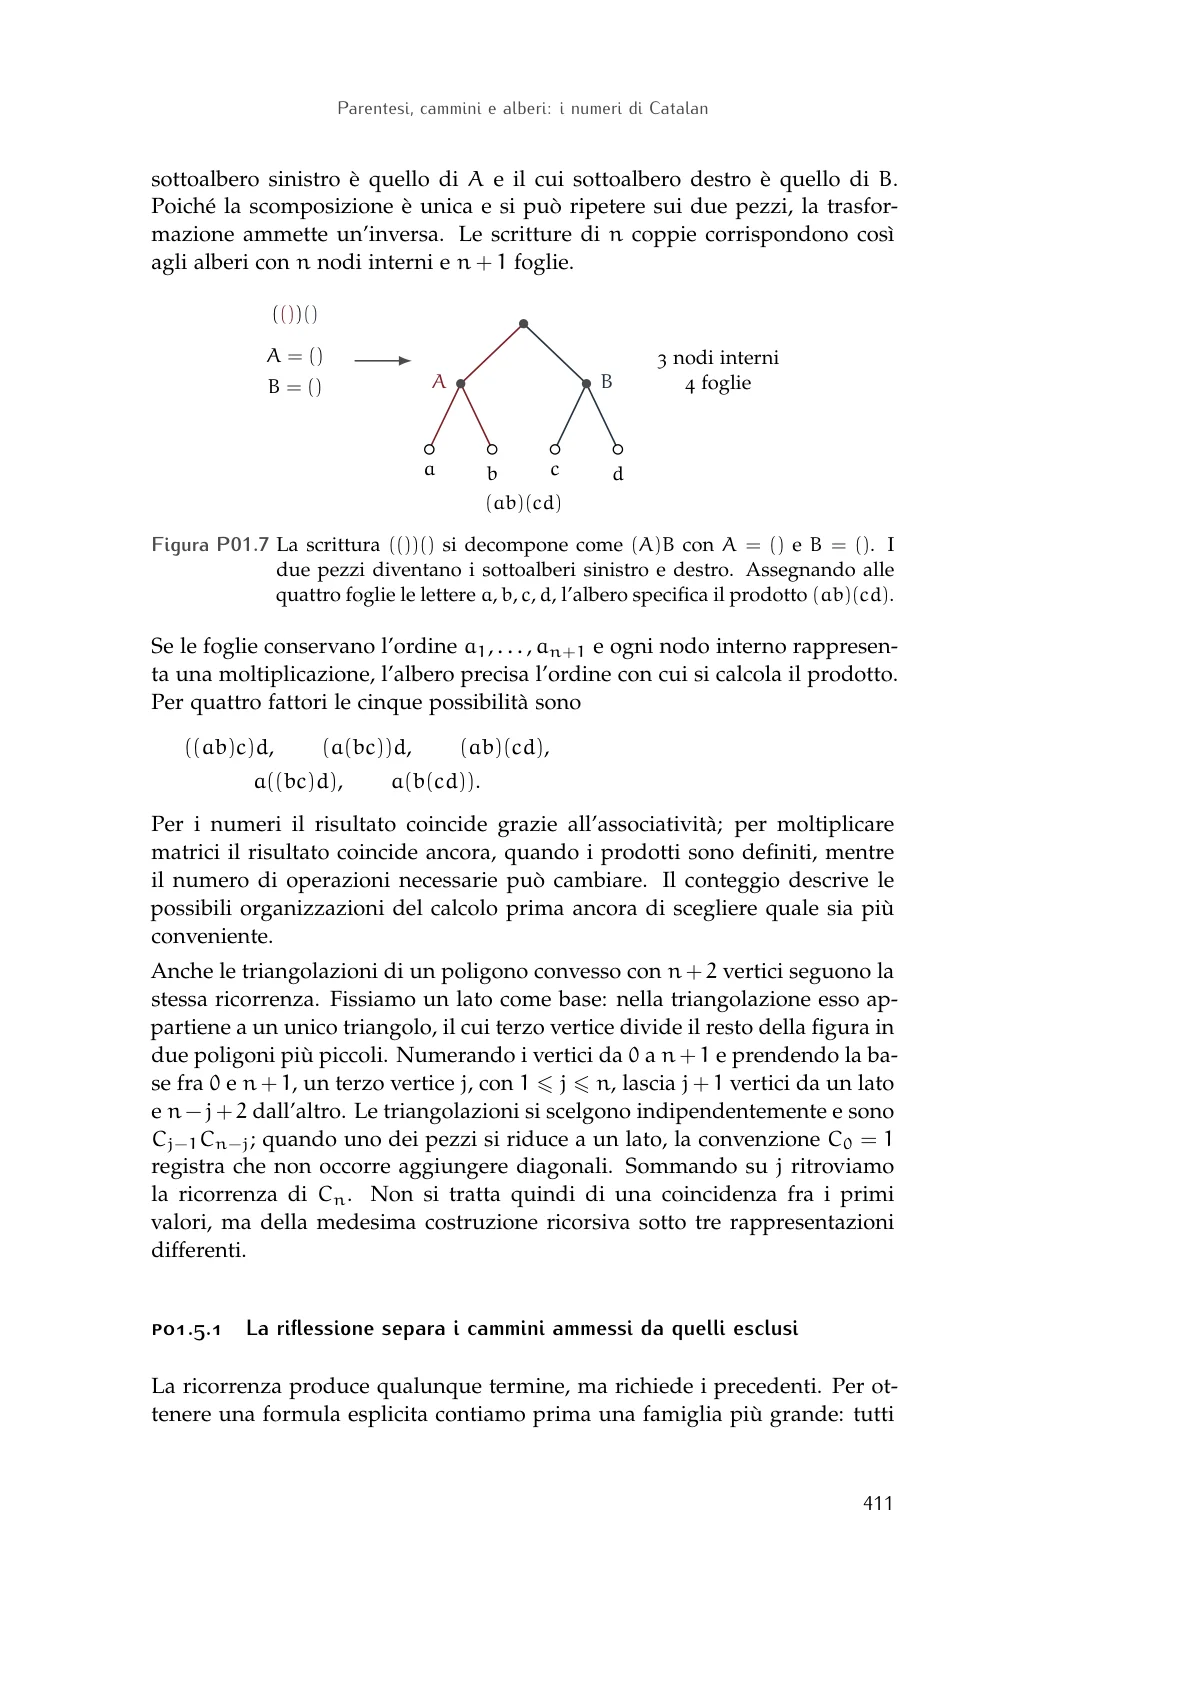 Parentesi, cammini e alberi: i numeri di Catalan
sottoalbero sinistro è quello di A e il cui sottoalbero destro è quello di B.
Poiché la scomposizione è unica e si può ripetere sui due pezzi, la trasfor-
mazione ammette un'inversa. Le scritture di n coppie corrispondono così
agli alberi con n nodi interni e n + 1 foglie.
(())()
A = ()
B = ()
A
B
a
b
c
d
(ab)(cd)
3 nodi interni
4 foglie
Figura P01.7 La scrittura (())() si decompone come (A)B con A = () e B = (). I
due pezzi diventano i sottoalberi sinistro e destro. Assegnando alle
quattro foglie le lettere a, b, c, d, l'albero specifica il prodotto (ab)(cd).
Se le foglie conservano l'ordine a₁, . . . , aₙ₊₁ e ogni nodo interno rappresen-
ta una moltiplicazione, l'albero precisa l'ordine con cui si calcola il prodotto.
Per quattro fattori le cinque possibilità sono
((ab)c)d, (a(bc))d, (ab)(cd),
a((bc)d), a(b(cd)).
Per i numeri il risultato coincide grazie all'associatività; per moltiplicare
matrici il risultato coincide ancora, quando i prodotti sono definiti, mentre
il numero di operazioni necessarie può cambiare. Il conteggio descrive le
possibili organizzazioni del calcolo prima ancora di scegliere quale sia più
conveniente.
Anche le triangolazioni di un poligono convesso con n + 2 vertici seguono la
stessa ricorrenza. Fissiamo un lato come base: nella triangolazione esso ap-
partiene a un unico triangolo, il cui terzo vertice divide il resto della figura in
due poligoni più piccoli. Numerando i vertici da 0 a n + 1 e prendendo la ba-
se fra 0 e n + 1, un terzo vertice j, con 1 ⩽ j ⩽ n, lascia j + 1 vertici da un lato
e n − j + 2 dall'altro. Le triangolazioni si scelgono indipendentemente e sono
Cⱼ₋₁Cₙ₋ⱼ; quando uno dei pezzi si riduce a un lato, la convenzione C₀ = 1
registra che non occorre aggiungere diagonali. Sommando su j ritroviamo
la ricorrenza di Cₙ. Non si tratta quindi di una coincidenza fra i primi
valori, ma della medesima costruzione ricorsiva sotto tre rappresentazioni
differenti.
P01.5.1 La riflessione separa i cammini ammessi da quelli esclusi
La ricorrenza produce qualunque termine, ma richiede i precedenti. Per ot-
tenere una formula esplicita contiamo prima una famiglia più grande: tutti
411